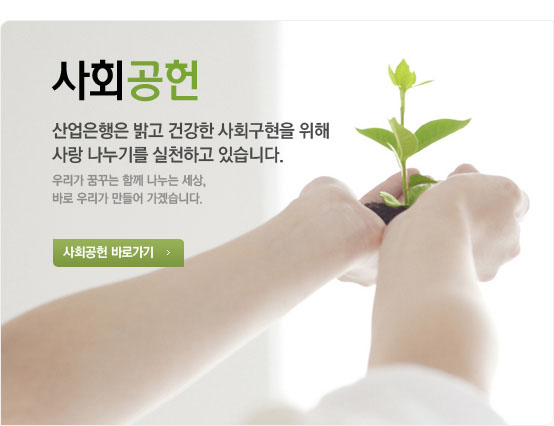 사회공헌
산업은행은 밝고 건강한 사회구현을 위해
사랑 나누기를 실천하고 있습니다.
우리가 꿈꾸는 함께 나누는 세상,
바로 우리가 만들어 가겠습니다.
사회공헌 바로가기 >